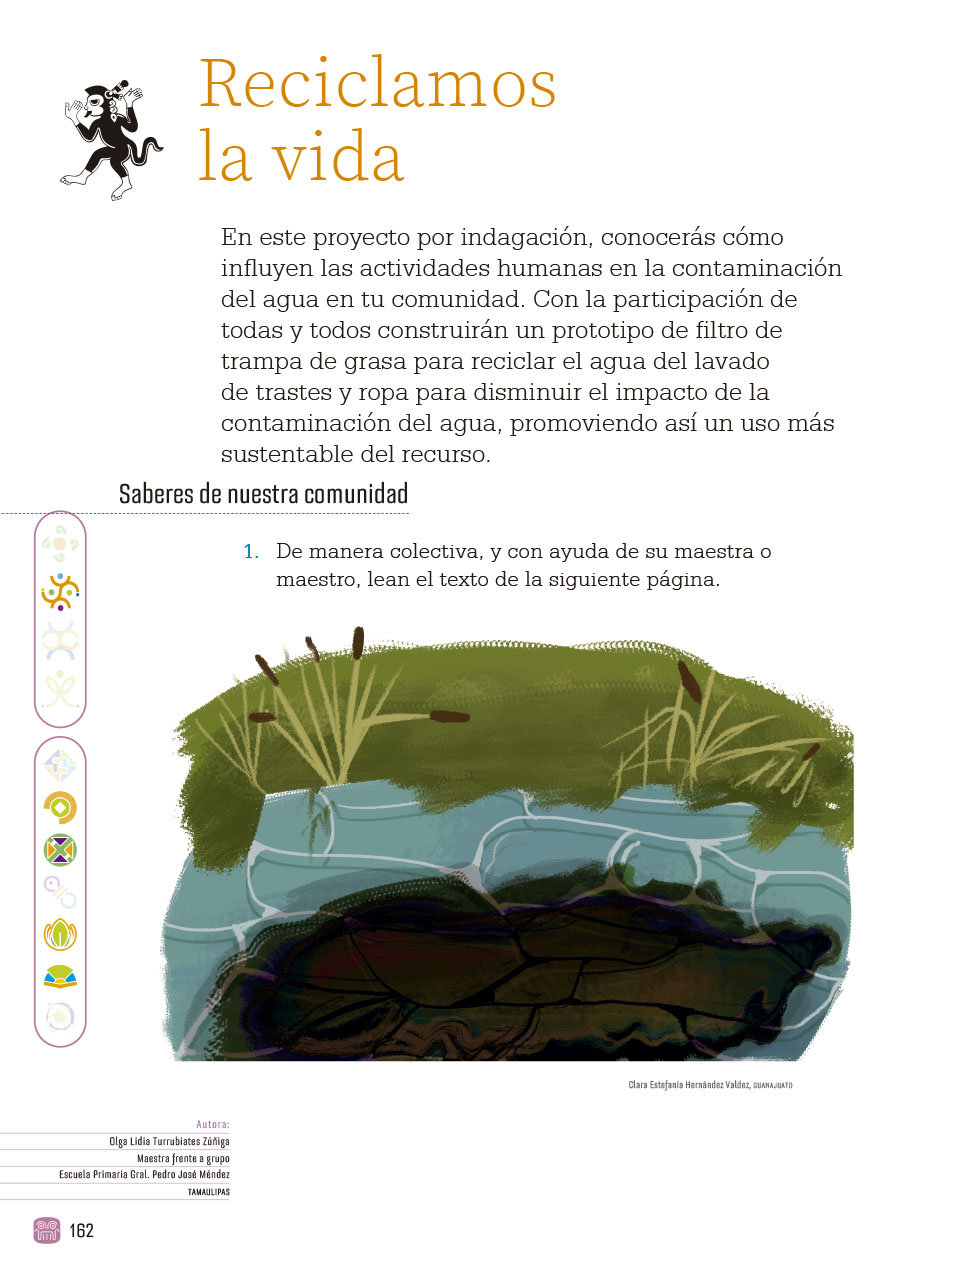 Reciclamos
la vida
En este proyecto por indagación, conocerás cómo
influyen las actividades humanas en la contaminación
del agua en tu comunidad. Con la participación de
todas y todos construirán un prototipo de filtro de
trampa de grasa para reciclar el agua del lavado
de trastes y ropa para disminuir el impacto de la
contaminación del agua, promoviendo así un uso más
sustentable del recurso.
Saberes de nuestra comunidad
1. De manera colectiva, y con ayuda de su maestra o
maestro, lean el texto de la siguiente página.
Clara Estefanía Hernández Valdez, GUANAJUATO
Autora:
Olga Lidia Turrubiates Zúñiga
Maestra frente a grupo
Escuela Primaria Gral. Pedro José Méndez
TAMAULIPAS
162